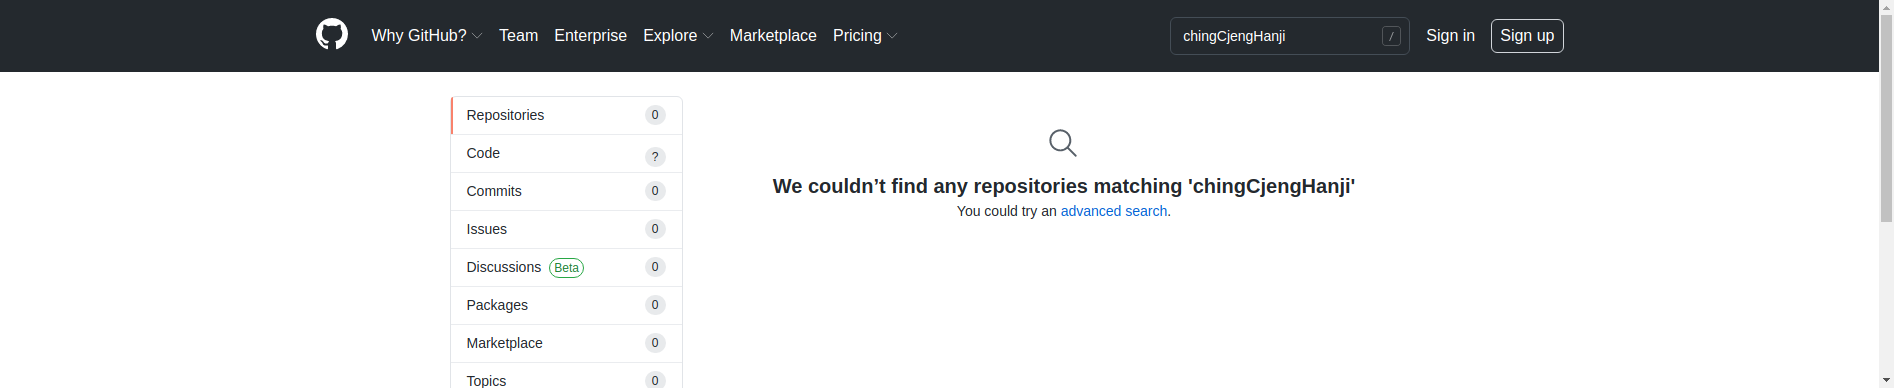 Why GitHub? Team Enterprise Explore Marketplace Pricing chingCjengHanji / Sign in Sign up
Repositories 0
Code ?
Commits 0
Issues 0
Discussions Beta 0
Packages 0
Marketplace 0
Topics 0
We couldn’t find any repositories matching 'chingCjengHanji'
You could try an advanced search.